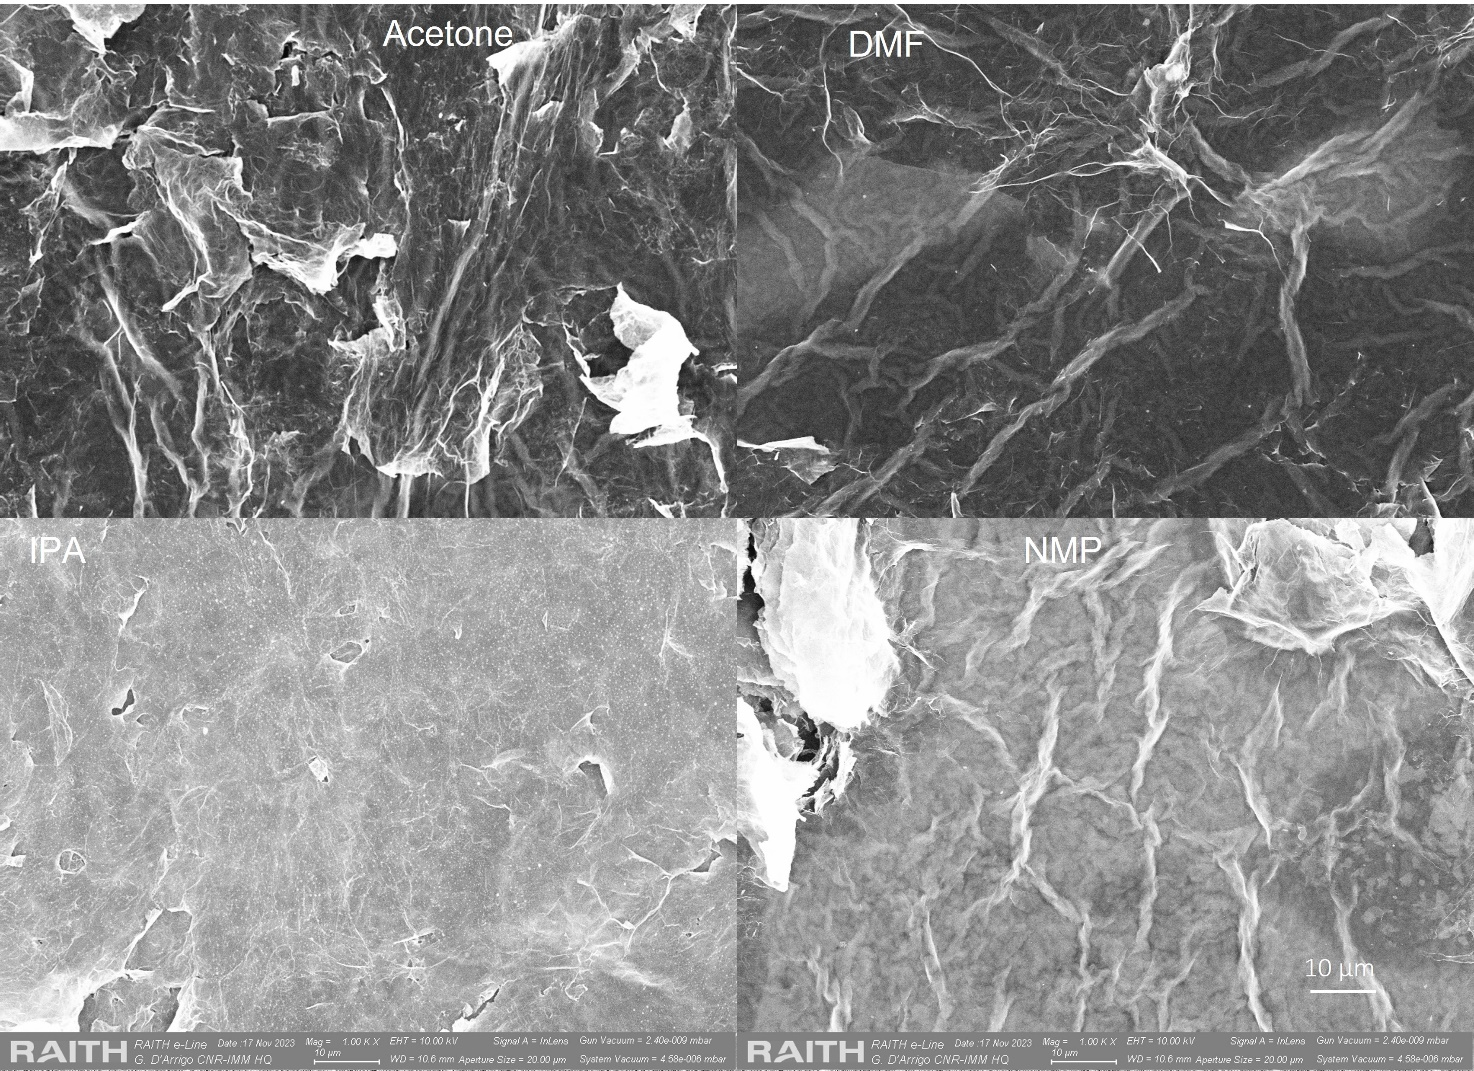 Acetone
DMF
IPA
NMP
10 µm
RAITH
RAITH e-Line Date :17 Nov 2023 Mag = 1.00 K X EHT = 10.00 kV Signal A = InLens Gun Vacuum = 2.40e-009 mbar
G. D'Arrigo CNR-IMM HQ 10 µm WD = 10.6 mm Aperture Size = 20.00 µm System Vacuum = 4.58e-006 mbar
RAITH
RAITH e-Line Date :17 Nov 2023 Mag = 1.00 K X EHT = 10.00 kV Signal A = InLens Gun Vacuum = 2.40e-009 mbar
G. D'Arrigo CNR-IMM HQ 10 µm WD = 10.6 mm Aperture Size = 20.00 µm System Vacuum = 4.58e-006 mbar